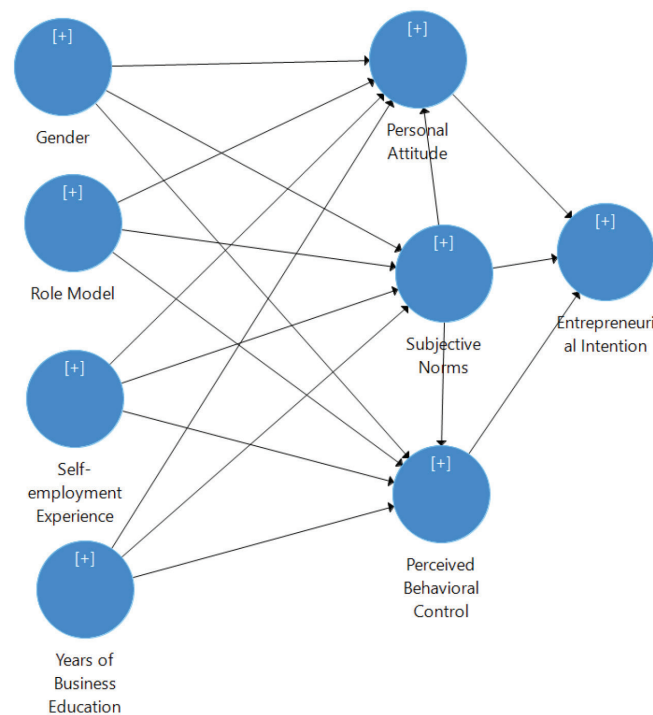 [+]
Gender
[+]
Role Model
[+]
Self-
employment
Experience
[+]
Years of
Business
Education
[+]
Personal
Attitude
[+]
Subjective
Norms
[+]
Perceived
Behavioral
Control
[+]
Entrepreneuri
al Intention